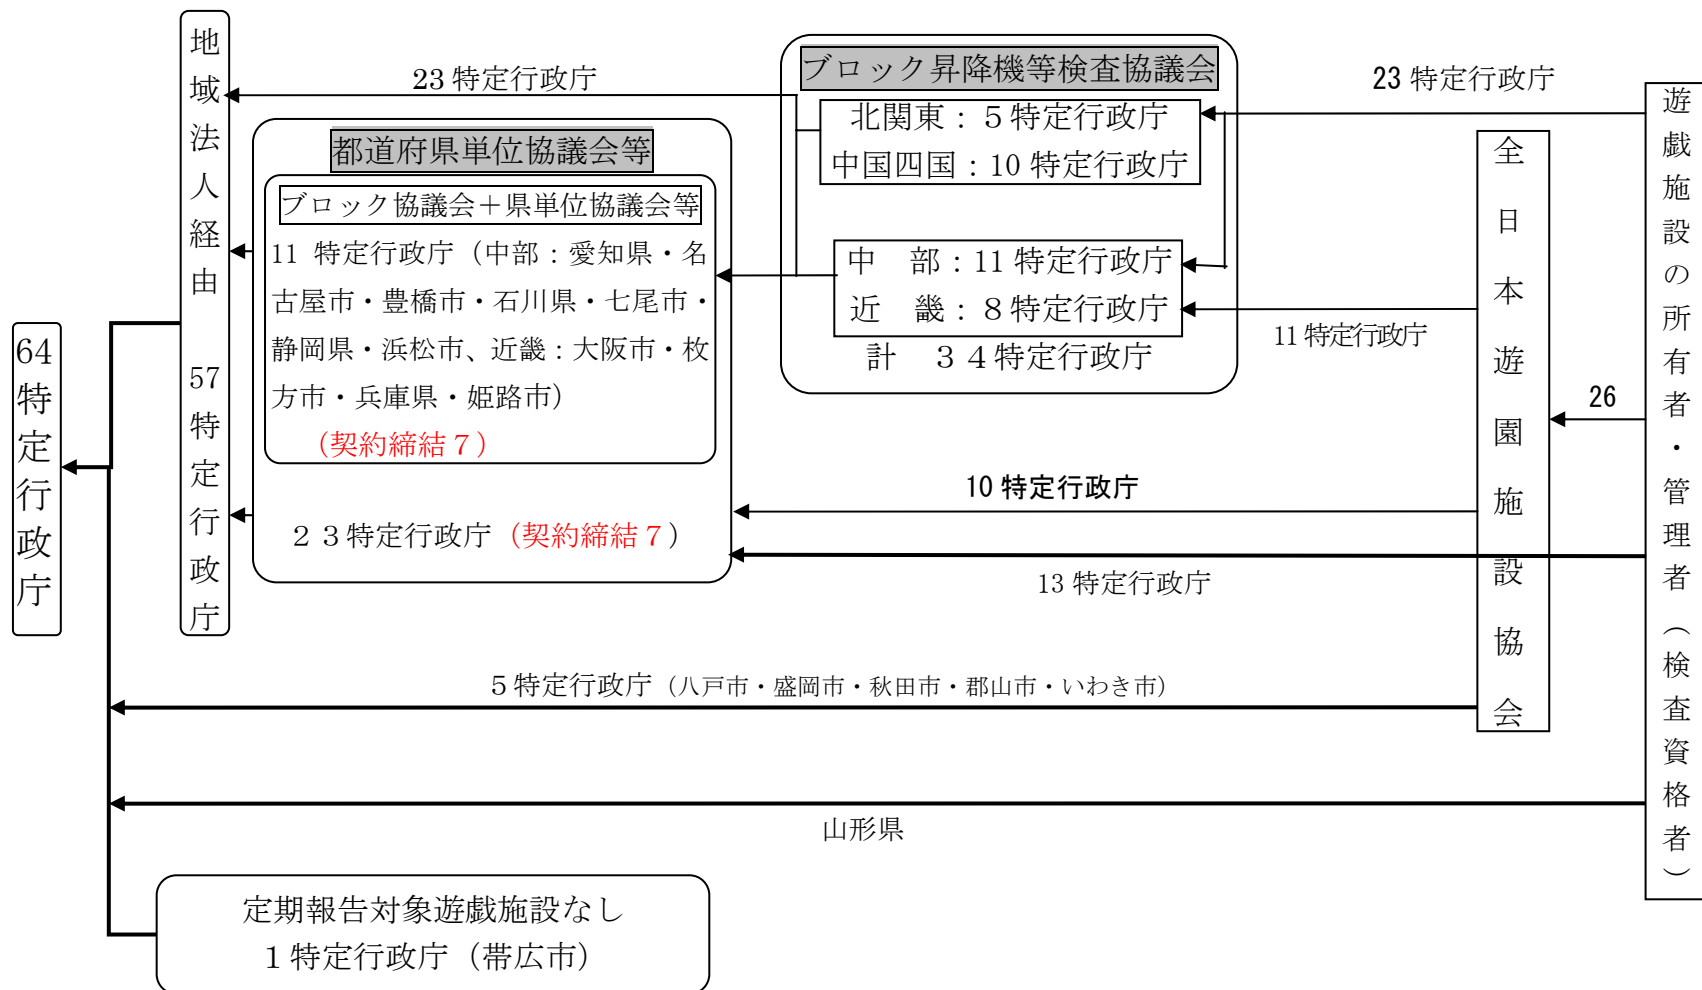 64特定行政庁
地域法人経由　57特定行政庁
23特定行政庁
都道府県単位協議会等
ブロック協議会＋県単位協議会等
11 特定行政庁（中部：愛知県・名
古屋市・豊橋市・石川県・七尾市・
静岡県・浜松市、近畿：大阪市・枚
方市・兵庫県・姫路市）
（契約締結７）
２３特定行政庁（契約締結７）
ブロック昇降機等検査協議会
北関東：５特定行政庁
中国四国：10特定行政庁
中　部：11特定行政庁
近　畿：８特定行政庁
計　３４特定行政庁
23特定行政庁
11特定行政庁
26
10特定行政庁
13特定行政庁
５特定行政庁（八戸市・盛岡市・秋田市・郡山市・いわき市）
山形県
全日本遊園施設協会
遊戯施設の所有者・管理者（検査資格者）
定期報告対象遊戯施設なし
１特定行政庁（帯広市）